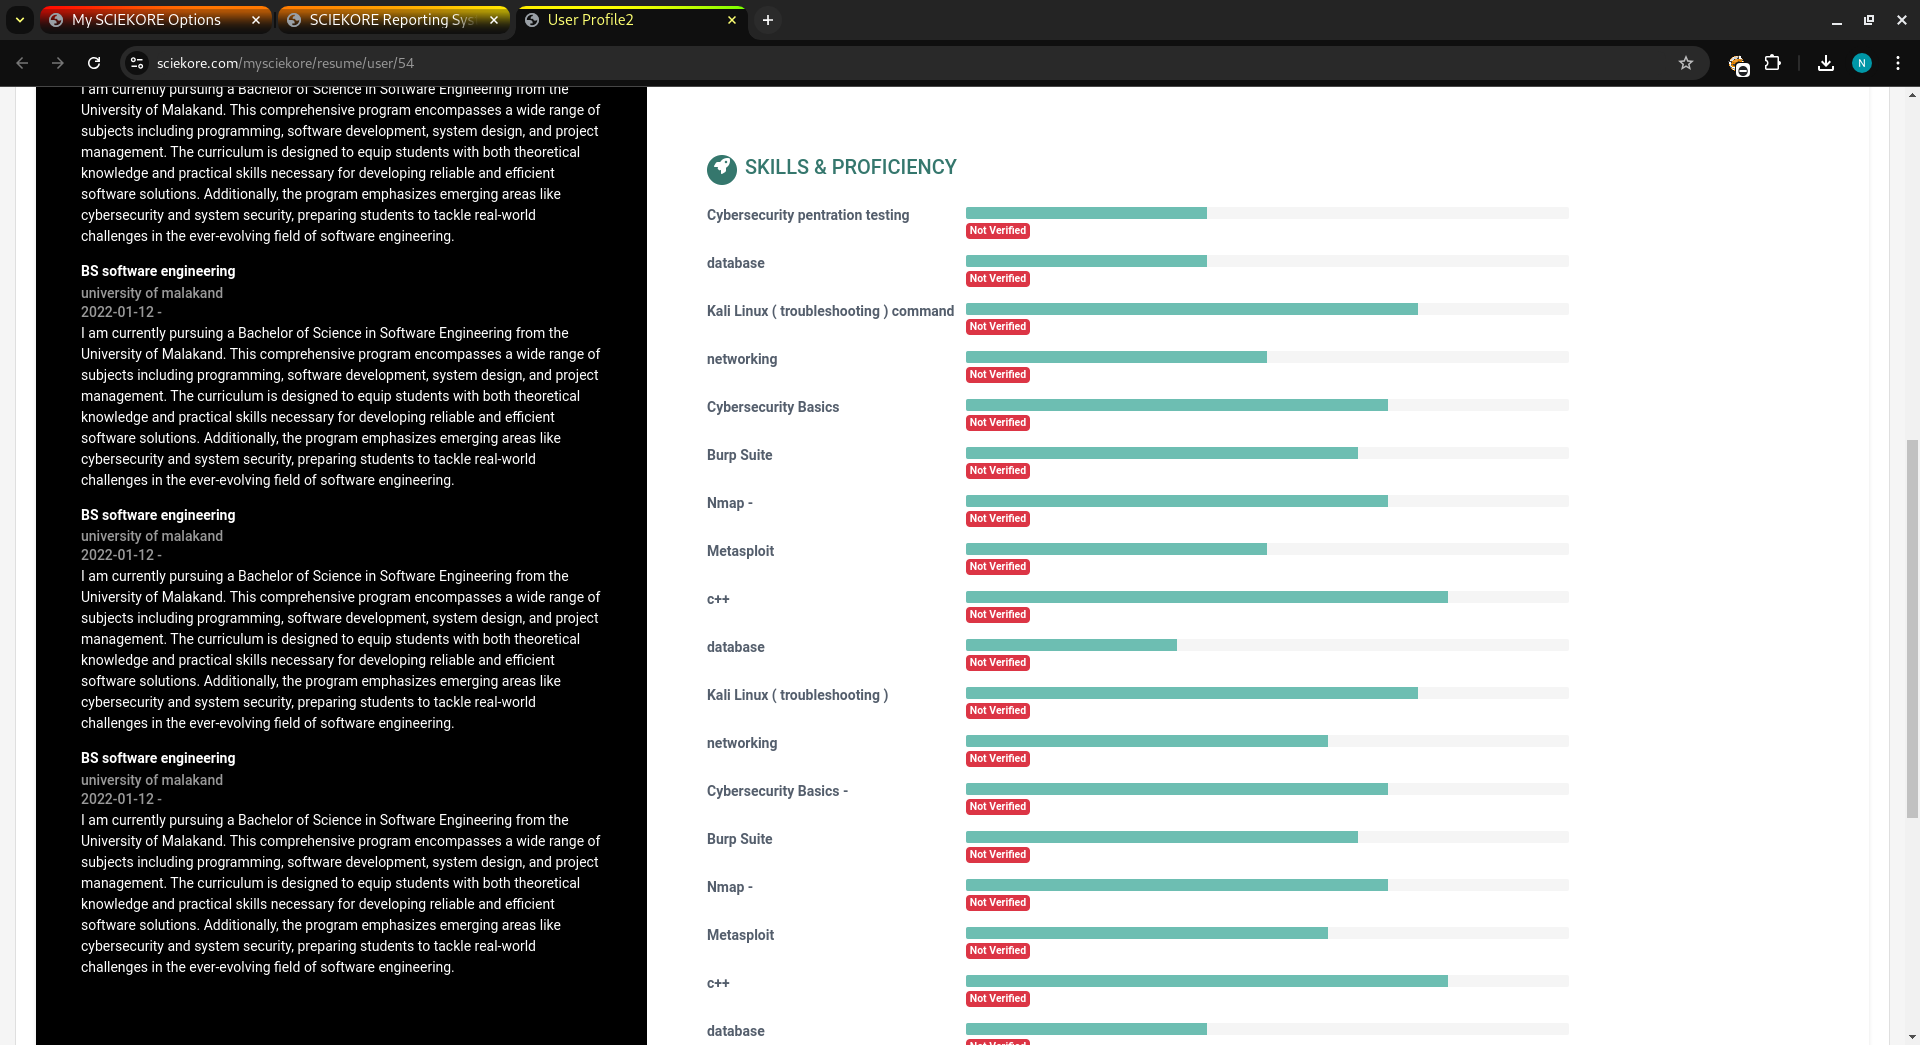 My SCIEKORE Options
SCIEKORE Reporting Sys
User Profile2
sciekore.com/mysciekore/resume/user/54
N
I am currently pursuing a Bachelor of Science in Software Engineering from the
University of Malakand. This comprehensive program encompasses a wide range of
subjects including programming, software development, system design, and project
management. The curriculum is designed to equip students with both theoretical
knowledge and practical skills necessary for developing reliable and efficient
software solutions. Additionally, the program emphasizes emerging areas like
cybersecurity and system security, preparing students to tackle real-world
challenges in the ever-evolving field of software engineering.
BS software engineering
university of malakand
2022-01-12 -
I am currently pursuing a Bachelor of Science in Software Engineering from the
University of Malakand. This comprehensive program encompasses a wide range of
subjects including programming, software development, system design, and project
management. The curriculum is designed to equip students with both theoretical
knowledge and practical skills necessary for developing reliable and efficient
software solutions. Additionally, the program emphasizes emerging areas like
cybersecurity and system security, preparing students to tackle real-world
challenges in the ever-evolving field of software engineering.
BS software engineering
university of malakand
2022-01-12 -
I am currently pursuing a Bachelor of Science in Software Engineering from the
University of Malakand. This comprehensive program encompasses a wide range of
subjects including programming, software development, system design, and project
management. The curriculum is designed to equip students with both theoretical
knowledge and practical skills necessary for developing reliable and efficient
software solutions. Additionally, the program emphasizes emerging areas like
cybersecurity and system security, preparing students to tackle real-world
challenges in the ever-evolving field of software engineering.
BS software engineering
university of malakand
2022-01-12 -
I am currently pursuing a Bachelor of Science in Software Engineering from the
University of Malakand. This comprehensive program encompasses a wide range of
subjects including programming, software development, system design, and project
management. The curriculum is designed to equip students with both theoretical
knowledge and practical skills necessary for developing reliable and efficient
software solutions. Additionally, the program emphasizes emerging areas like
cybersecurity and system security, preparing students to tackle real-world
challenges in the ever-evolving field of software engineering.
SKILLS & PROFICIENCY
Cybersecurity pentration testing
Not Verified
database
Not Verified
Kali Linux ( troubleshooting ) command
Not Verified
networking
Not Verified
Cybersecurity Basics
Not Verified
Burp Suite
Not Verified
Nmap -
Not Verified
Metasploit
Not Verified
c++
Not Verified
database
Not Verified
Kali Linux ( troubleshooting )
Not Verified
networking
Not Verified
Cybersecurity Basics -
Not Verified
Burp Suite
Not Verified
Nmap -
Not Verified
Metasploit
Not Verified
c++
Not Verified
database
Not Verified